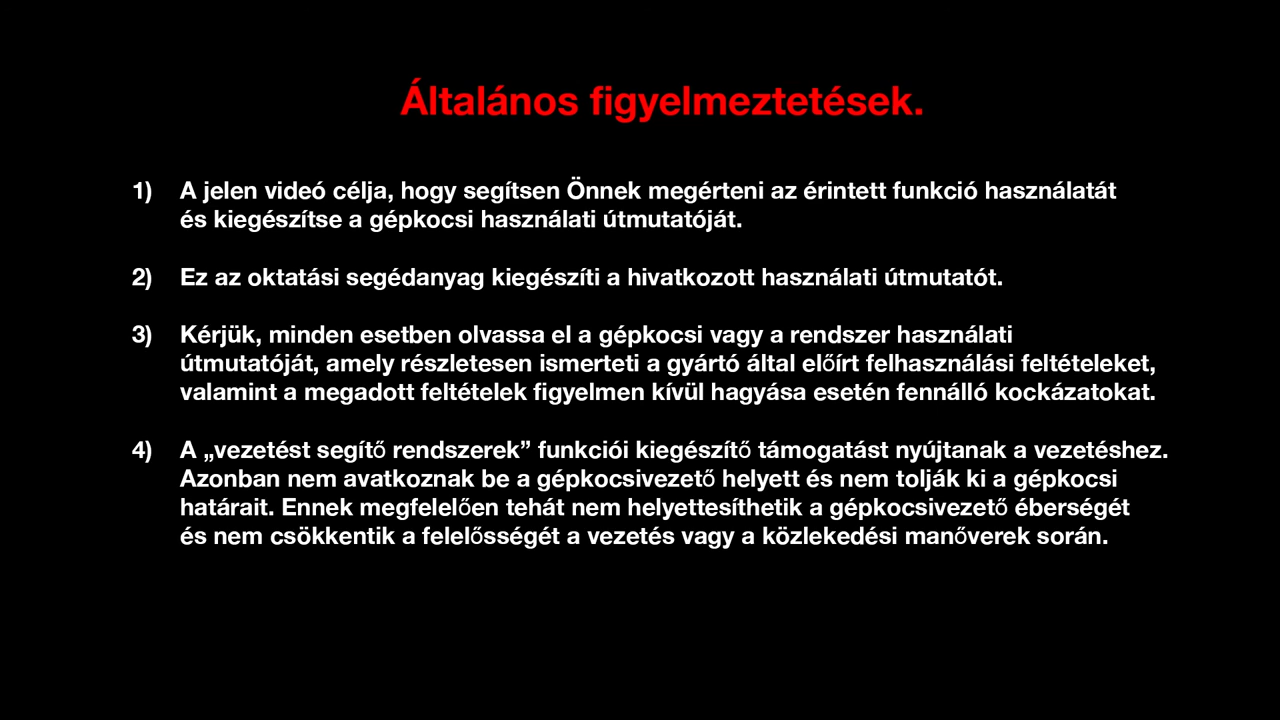 Általános figyelmeztetések.
1) A jelen videó célja, hogy segítsen Önnek megérteni az érintett funkció használatát
és kiegészítse a gépkocsi használati útmutatóját.
2) Ez az oktatási segédanyag kiegészíti a hivatkozott használati útmutatót.
3) Kérjük, minden esetben olvassa el a gépkocsi vagy a rendszer használati
útmutatóját, amely részletesen ismerteti a gyártó által előírt felhasználási feltételeket,
valamint a megadott feltételek figyelmen kívül hagyása esetén fennálló kockázatokat.
4) A „vezetést segítő rendszerek” funkciói kiegészítő támogatást nyújtanak a vezetéshez.
Azonban nem avatkoznak be a gépkocsivezető helyett és nem tolják ki a gépkocsi
határait. Ennek megfelelően tehát nem helyettesíthetik a gépkocsivezető éberségét
és nem csökkentik a felelősségét a vezetés vagy a közlekedési manőverek során.